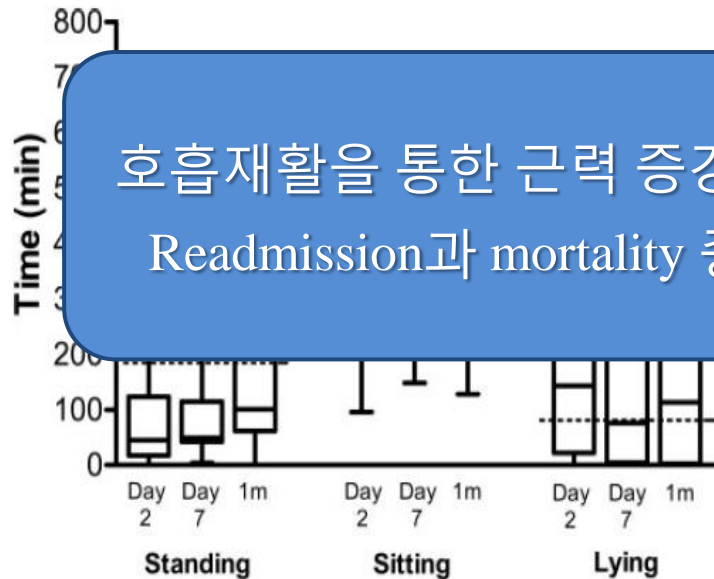 800
호흡재활을 통한 근력
Readmission과 mortality
Time (min)
200
100
0
Day Day 1m Day Day 1m Day Day 1m
2 7 2 7 2 7
Standing Sitting Lying